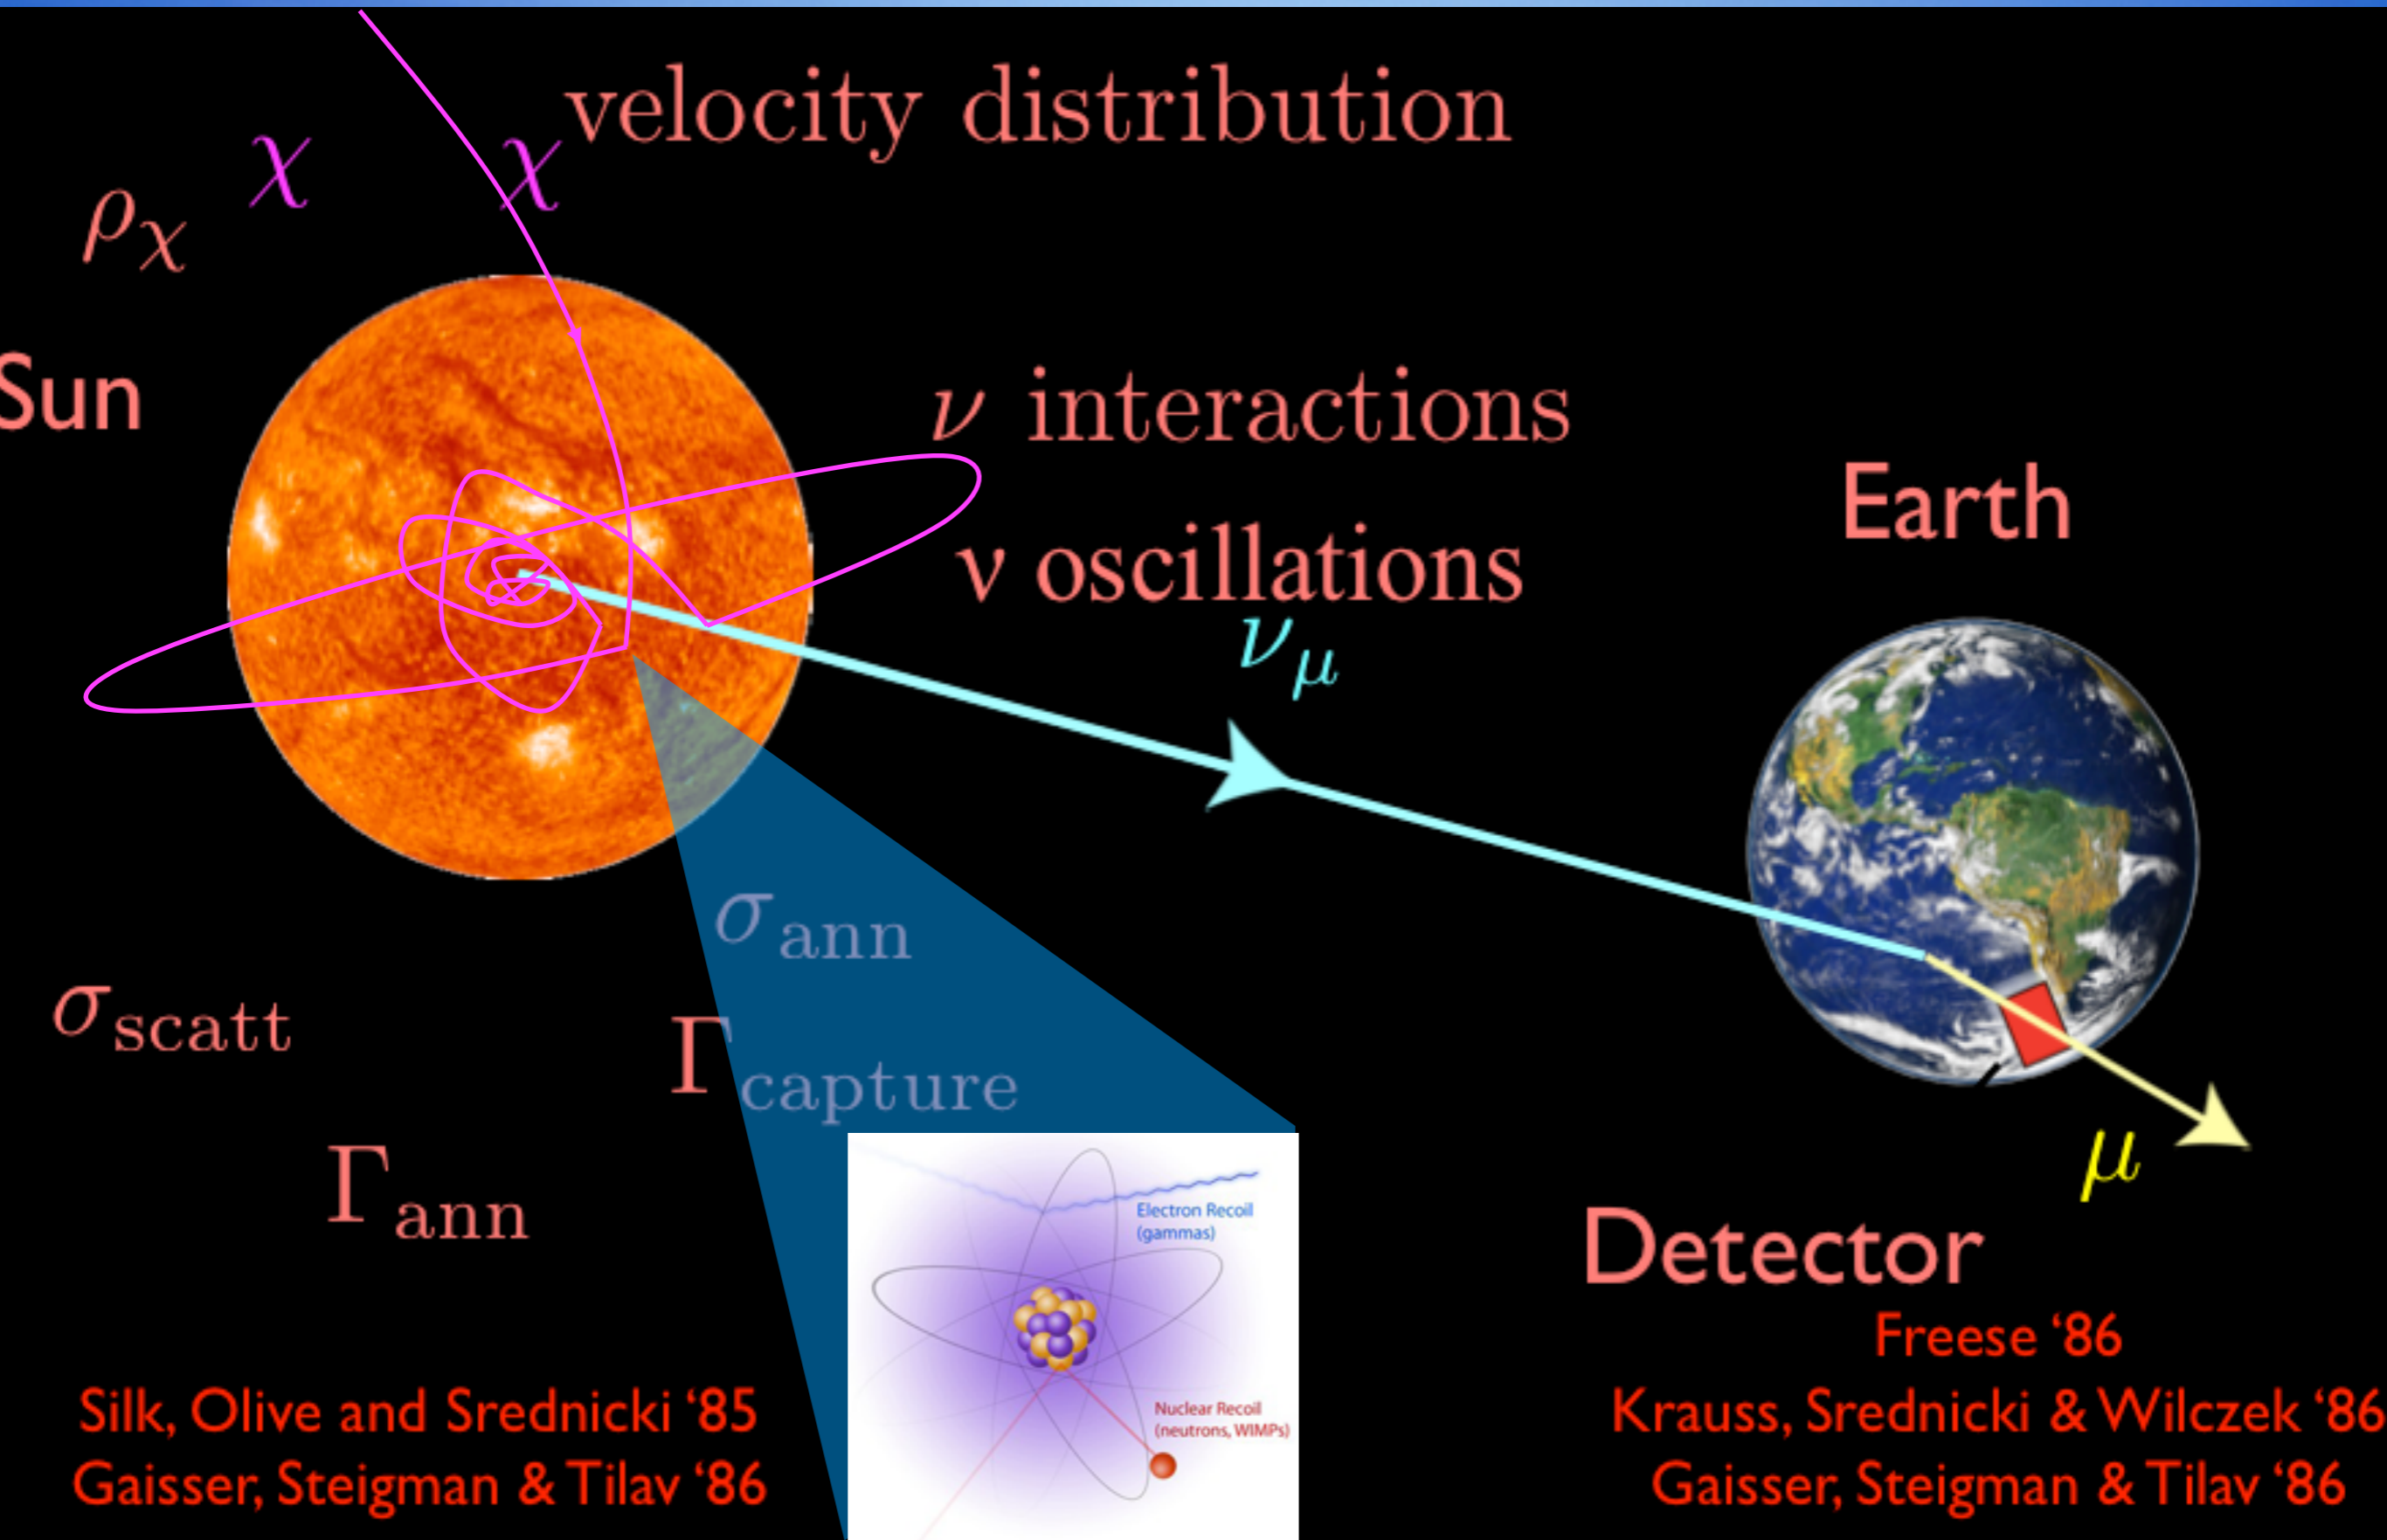 velocity distribution
χ
χ
ρχ
Sun
ν interactions
ν oscillations
νμ
Earth
σann
σscatt
Γcapture
Γann
μ
Detector
Electron Recoil
(gammas)
Nuclear Recoil
(neutrons, WIMPs)
Silk, Olive and Srednicki ‘85
Gaisser, Steigman & Tilav ‘86
Freese ‘86
Krauss, Srednicki & Wilczek ‘86
Gaisser, Steigman & Tilav ‘86